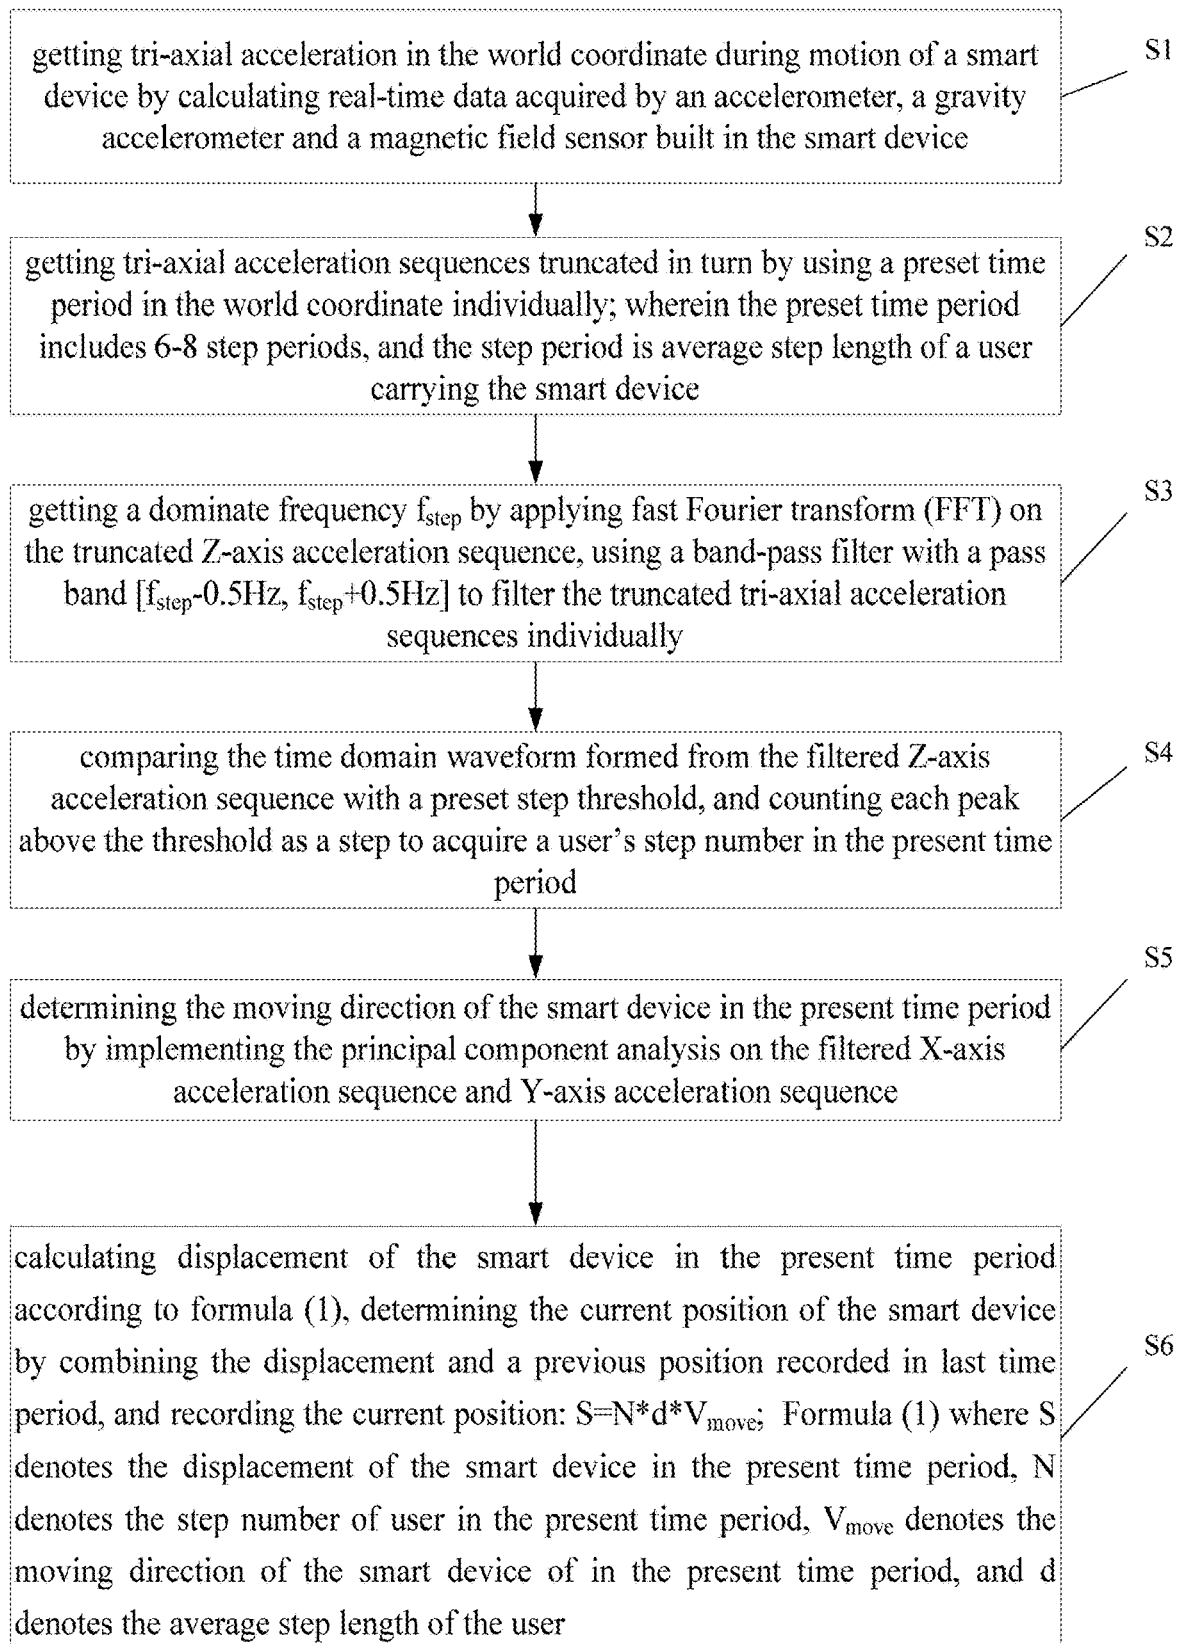 getting tri-axial acceleration in the world coordinate during motion of a smart
device by calculating real-time data acquired by an accelerometer, a gravity
accelerometer and a magnetic field sensor built in the smart device
S1
getting tri-axial acceleration sequences truncated in turn by using a preset time
period in the world coordinate individually; wherein the preset time period
includes 6-8 step periods, and the step period is average step length of a user
carrying the smart device
S2
getting a dominate frequency fstep by applying fast Fourier transform (FFT) on
the truncated Z-axis acceleration sequence, using a band-pass filter with a pass
band [fstep-0.5Hz, fstep+0.5Hz] to filter the truncated tri-axial acceleration
sequences individually
S3
comparing the time domain waveform formed from the filtered Z-axis
acceleration sequence with a preset step threshold, and counting each peak
above the threshold as a step to acquire a user's step number in the present time
period
S4
determining the moving direction of the smart device in the present time period
by implementing the principal component analysis on the filtered X-axis
acceleration sequence and Y-axis acceleration sequence
S5
calculating displacement of the smart device in the present time period
according to formula (1), determining the current position of the smart device
by combining the displacement and a previous position recorded in last time
period, and recording the current position: S=N*d*Vmove; Formula (1) where S
denotes the displacement of the smart device in the present time period, N
denotes the step number of user in the present time period, Vmove denotes the
moving direction of the smart device of in the present time period, and d
denotes the average step length of the user
S6